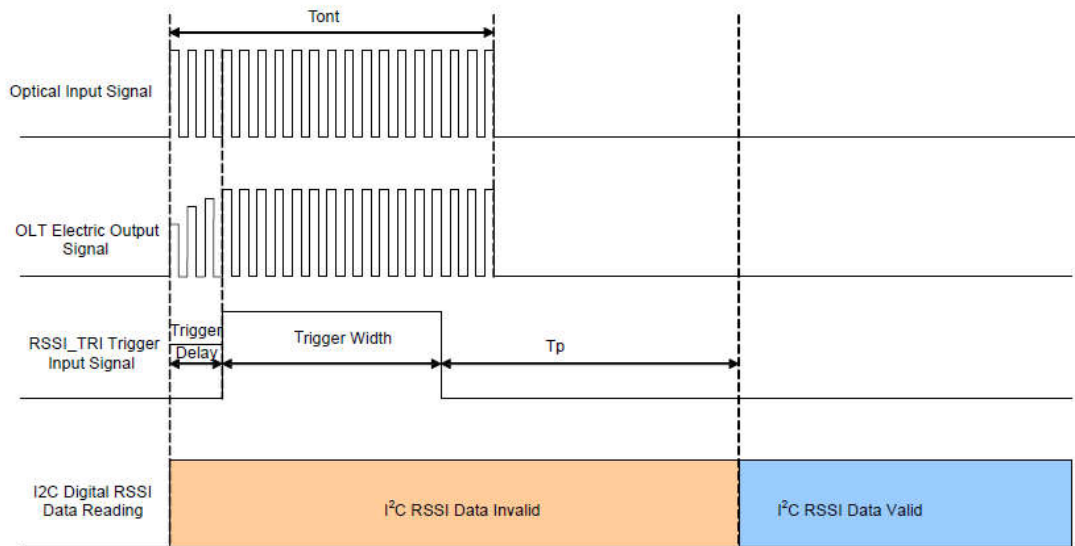 Tont
Optical Input Signal
OLT Electric Output
Signal
RSSI_TRI Trigger
Input Signal
Trigger
Delay
Trigger Width
Tp
I2C Digital RSSI
Data Reading
I²C RSSI Data Invalid
I²C RSSI Data Valid